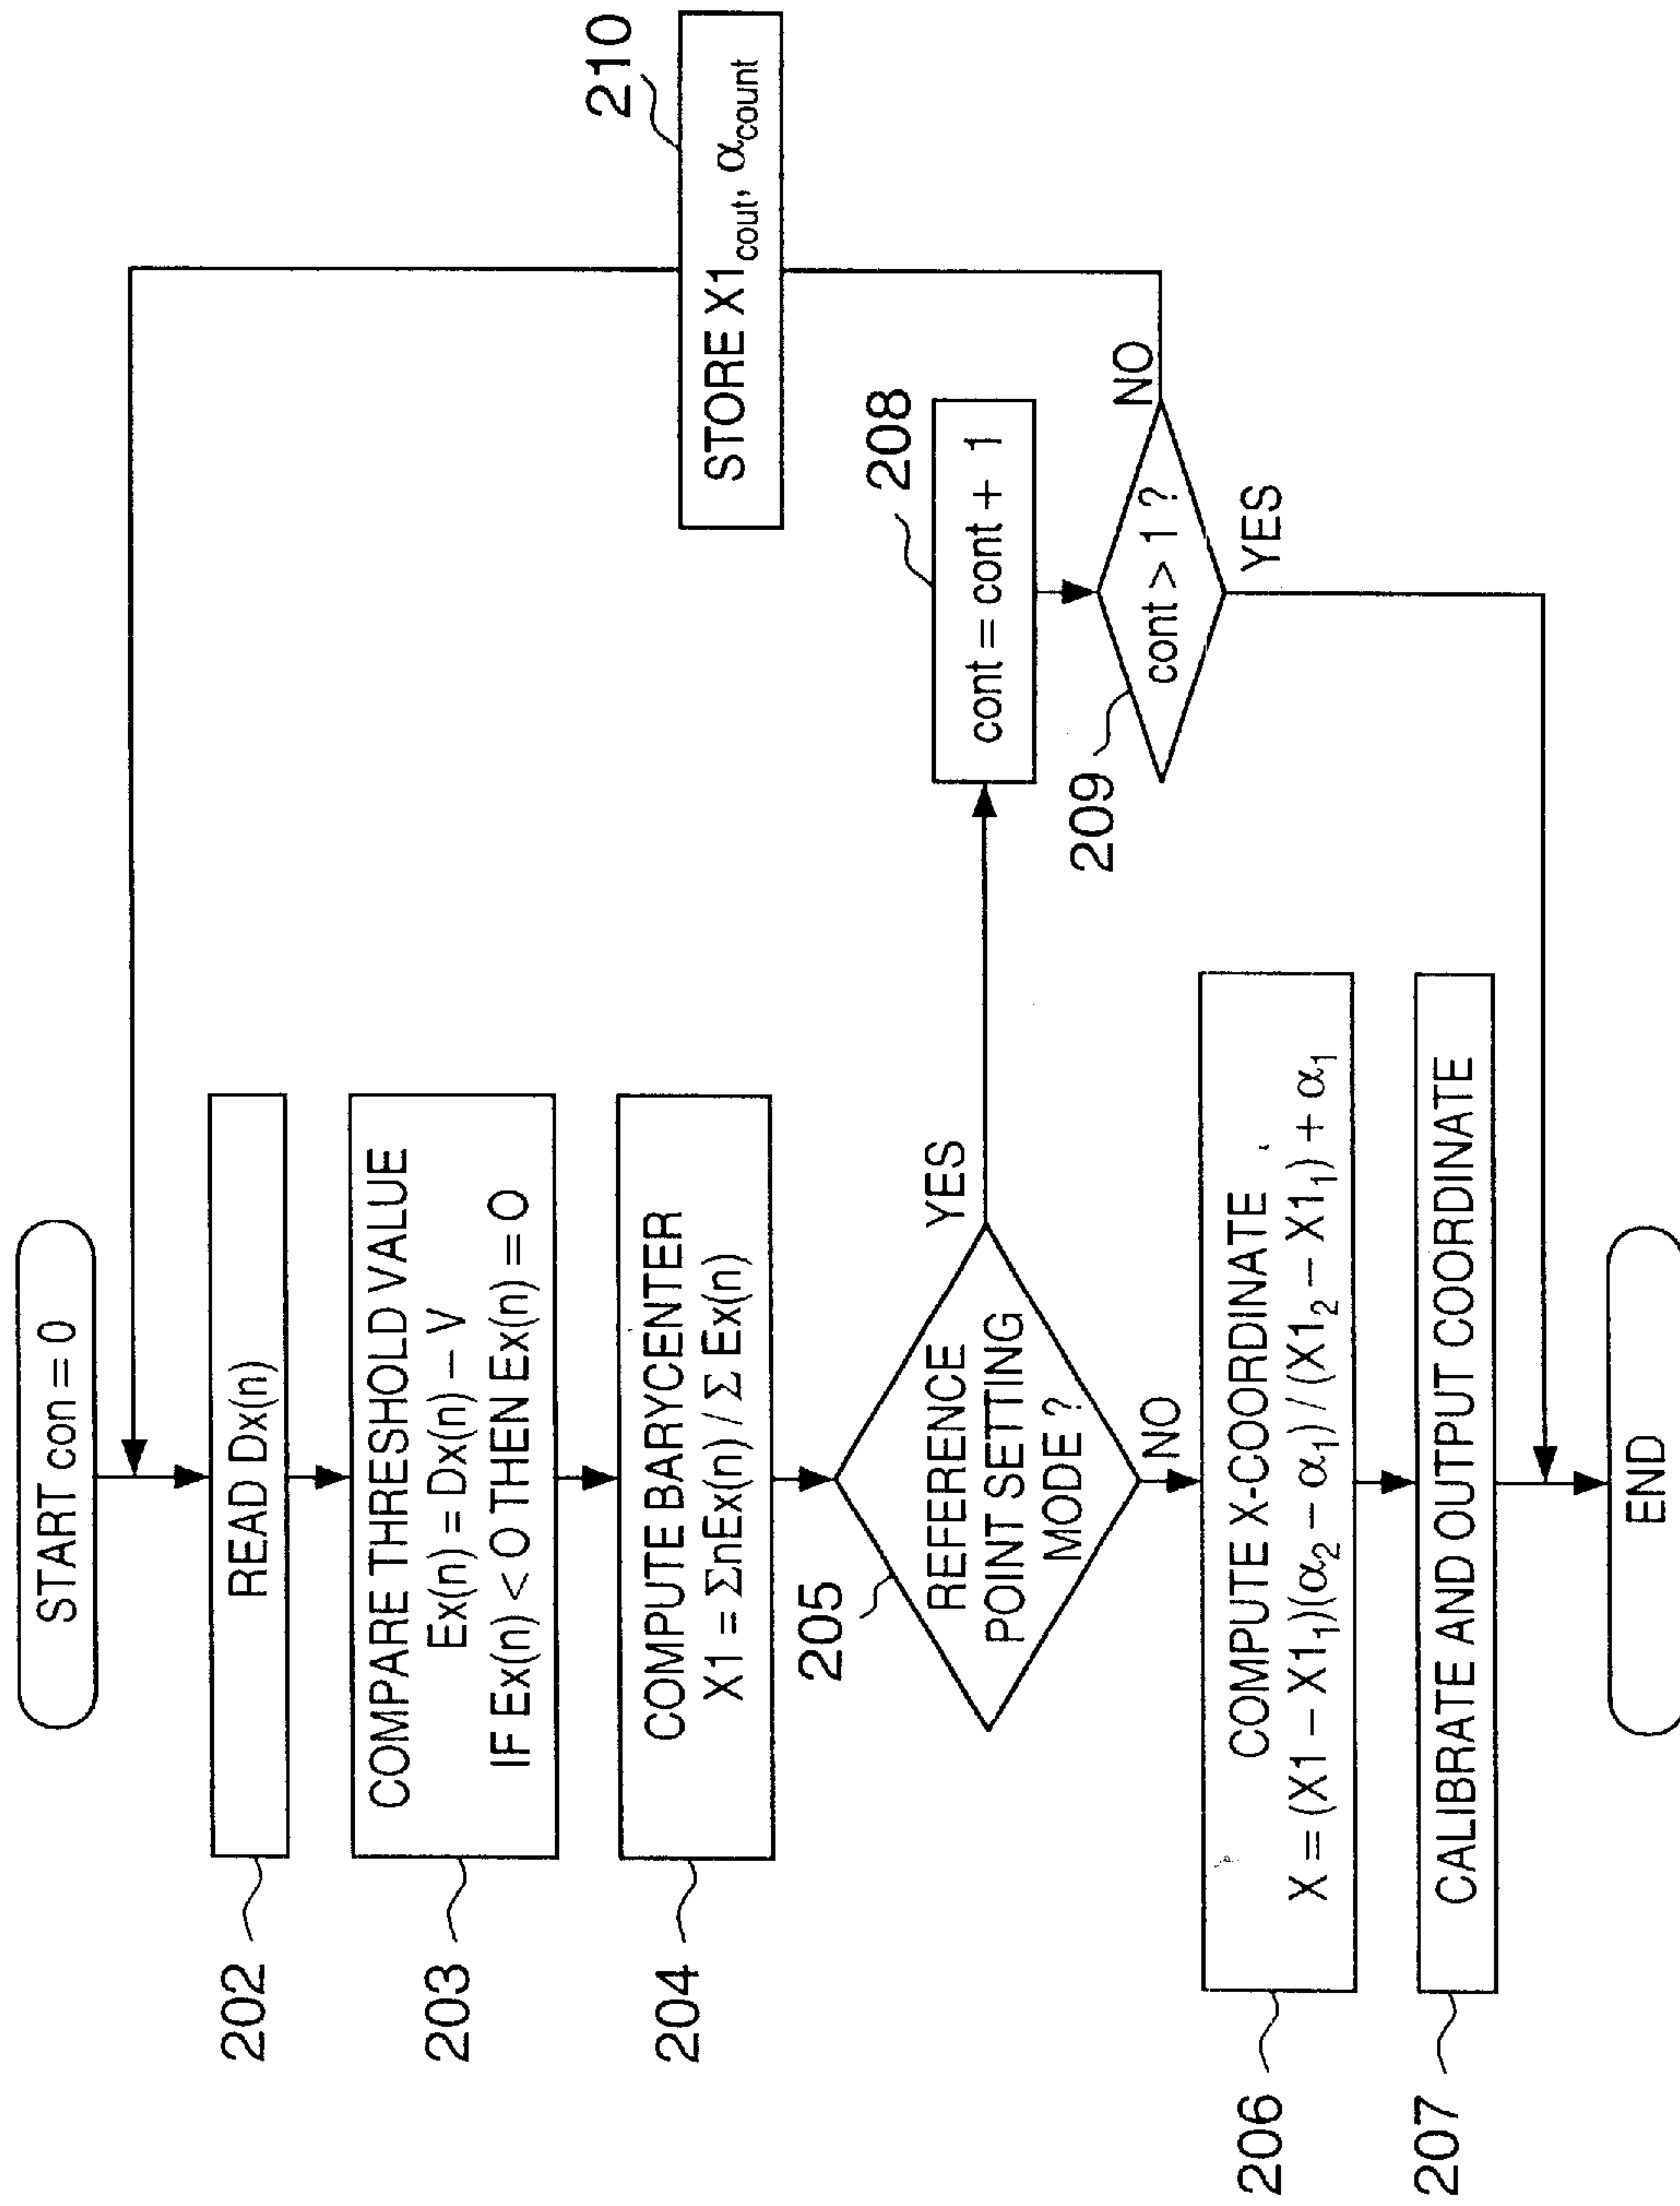 START con = 0
READ Dx(n)
202
COMPARE THRESHOLD VALUE
Ex(n) = Dx(n) – V
IF Ex(n) < O THEN Ex(n) = O
203
COMPUTE BARYCENTER
X1 = ΣnEx(n) / Σ Ex(n)
204
REFERENCE
POINT SETTING
MODE ?
205
YES
NO
COMPUTE X-COORDINATE
X = (X1 – X1₁)(α₂ – α₁) / (X1₂ – X1₁) + α₁
206
CALIBRATE AND OUTPUT COORDINATE
207
END
cont = cont + 1
208
cont > 1 ?
209
YES
NO
STORE X1cout, αcount
210